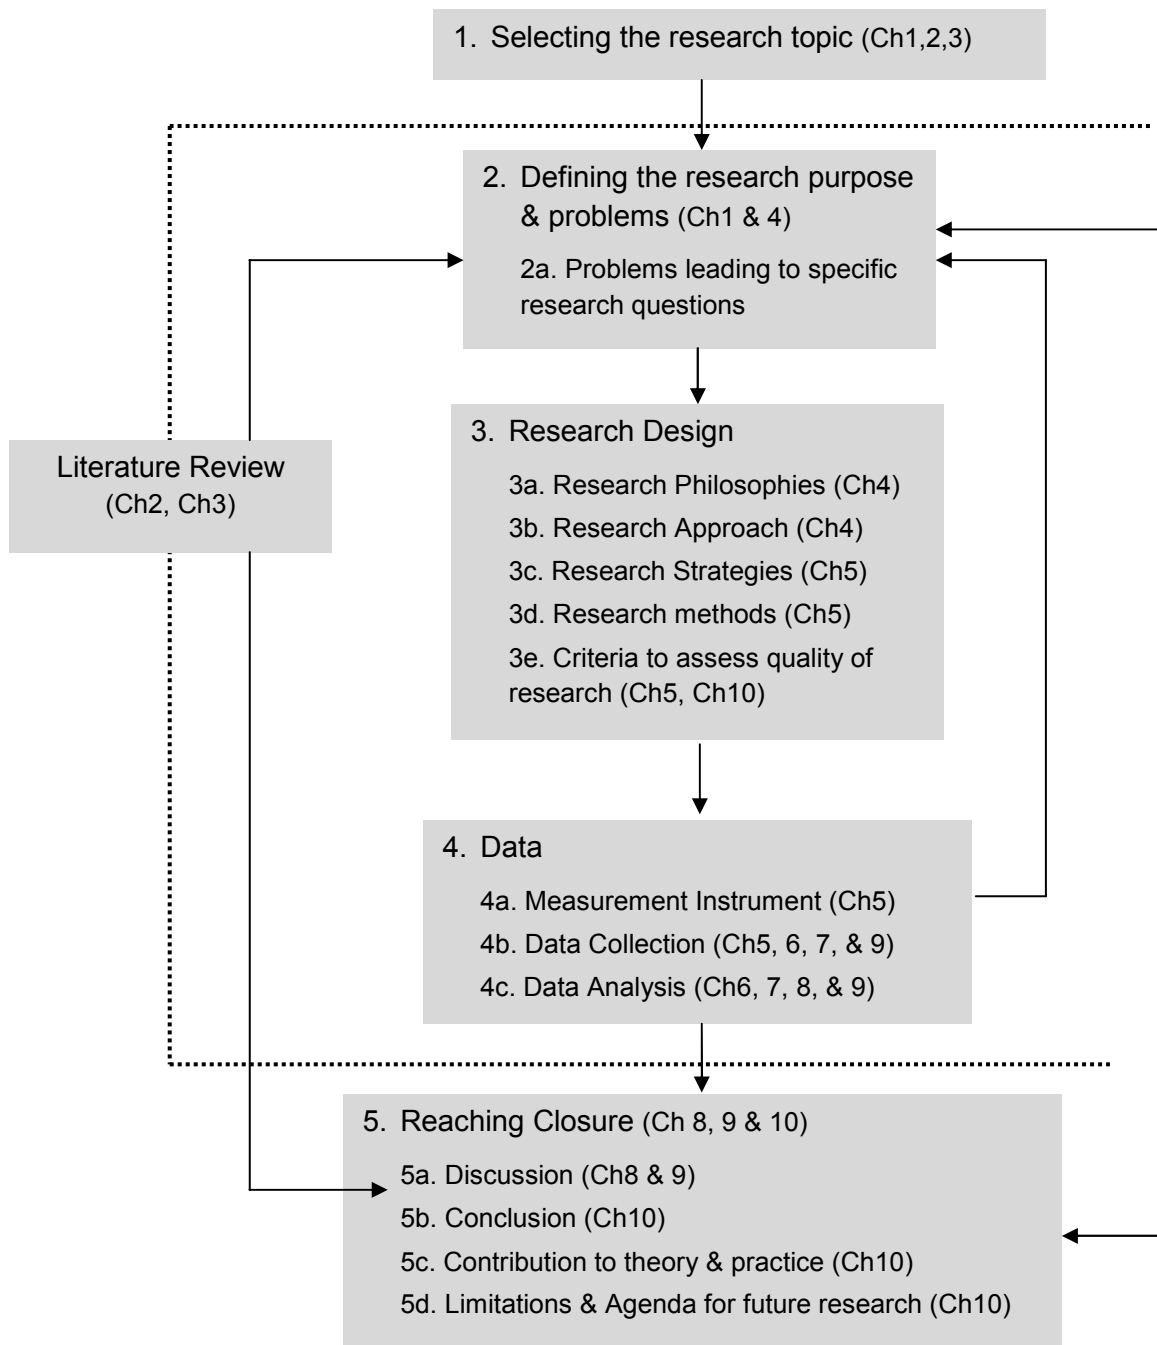 1. Selecting the research topic (Ch1,2,3)
2. Defining the research purpose
& problems (Ch1 & 4)
2a. Problems leading to specific
research questions
3. Research Design
3a. Research Philosophies (Ch4)
3b. Research Approach (Ch4)
3c. Research Strategies (Ch5)
3d. Research methods (Ch5)
3e. Criteria to assess quality of
research (Ch5, Ch10)
Literature Review
(Ch2, Ch3)
4. Data
4a. Measurement Instrument (Ch5)
4b. Data Collection (Ch5, 6, 7, & 9)
4c. Data Analysis (Ch6, 7, 8, & 9)
5. Reaching Closure (Ch 8, 9 & 10)
5a. Discussion (Ch8 & 9)
5b. Conclusion (Ch10)
5c. Contribution to theory & practice (Ch10)
5d. Limitations & Agenda for future research (Ch10)